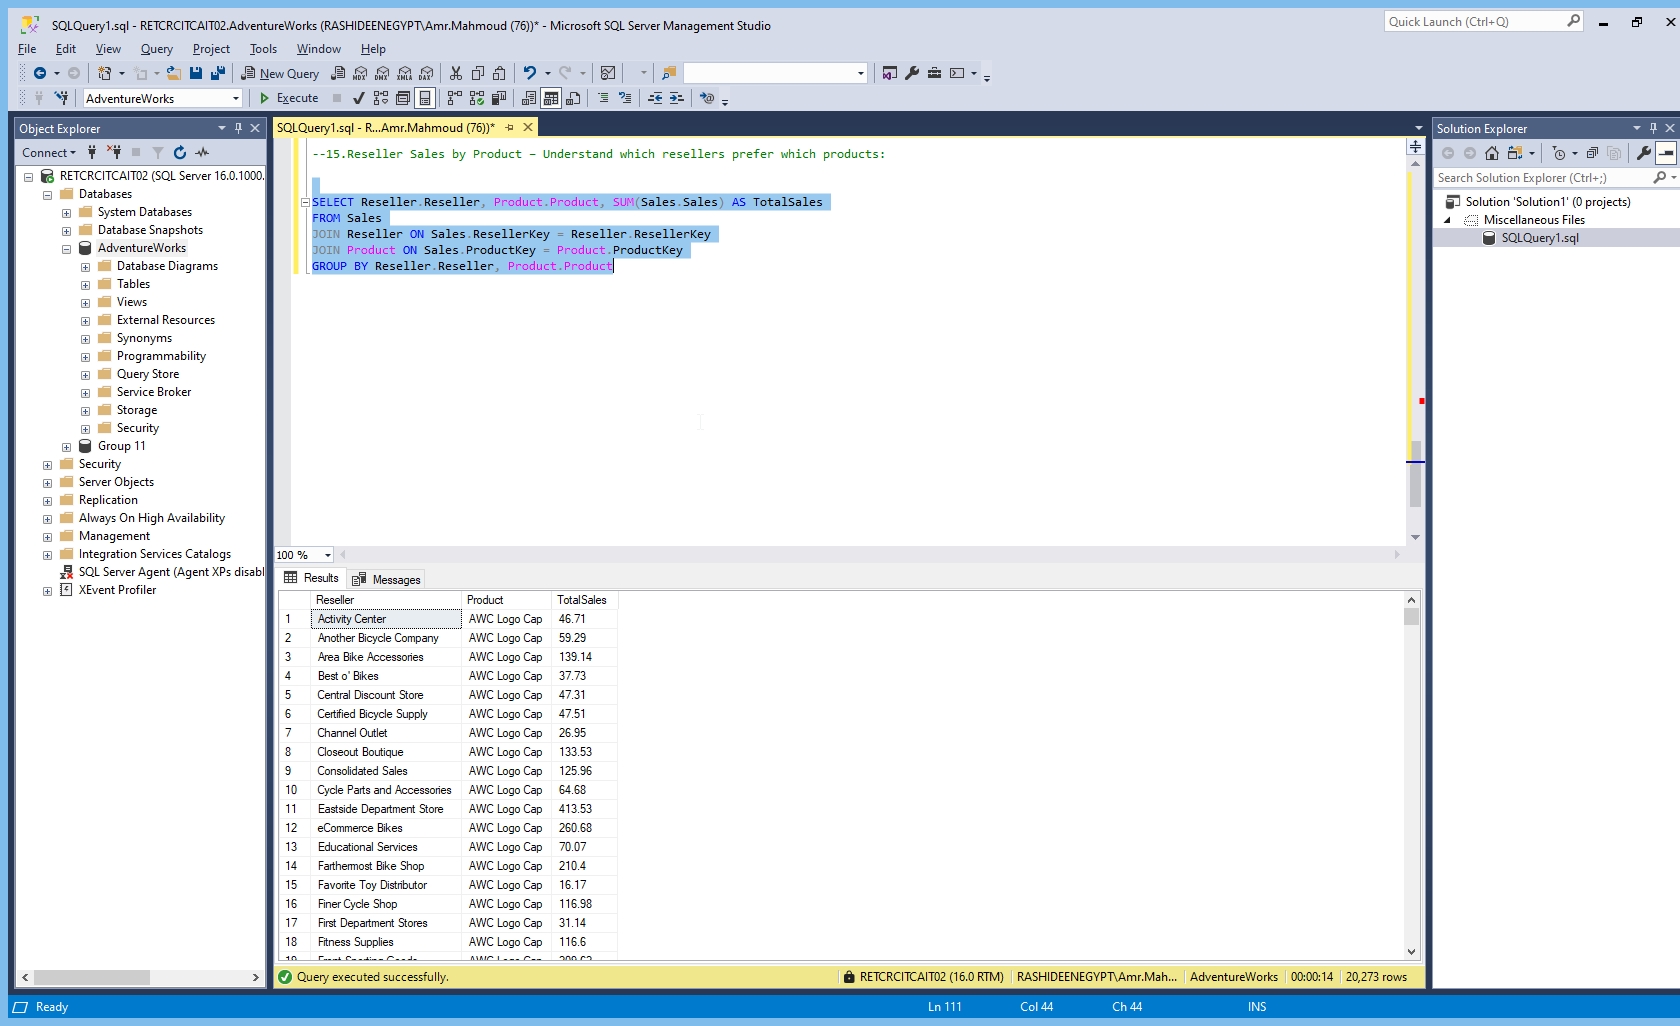 SQLQuery1.sql - RETCRCITCAIT02.AdventureWorks (RASHIDEENEGYPT\Amr.Mahmoud (76))* - Microsoft SQL Server Management Studio
Quick Launch (Ctrl+Q)
File Edit View Query Project Tools Window Help
New Query MDX DMX XMLA DAX
AdventureWorks Execute
Object Explorer
Connect
RETCRCITCAIT02 (SQL Server 16.0.1000.
Databases
System Databases
Database Snapshots
AdventureWorks
Database Diagrams
Tables
Views
External Resources
Synonyms
Programmability
Query Store
Service Broker
Storage
Security
Group 11
Security
Server Objects
Replication
Always On High Availability
Management
Integration Services Catalogs
SQL Server Agent (Agent XPs disabl
XEvent Profiler
SQLQuery1.sql - R...Amr.Mahmoud (76))*
--15.Reseller Sales by Product – Understand which resellers prefer which products:
SELECT Reseller.Reseller, Product.Product, SUM(Sales.Sales) AS TotalSales
FROM Sales
JOIN Reseller ON Sales.ResellerKey = Reseller.ResellerKey
JOIN Product ON Sales.ProductKey = Product.ProductKey
GROUP BY Reseller.Reseller, Product.Product
100 %
Results Messages
Reseller Product TotalSales
1 Activity Center AWC Logo Cap 46.71
2 Another Bicycle Company AWC Logo Cap 59.29
3 Area Bike Accessories AWC Logo Cap 139.14
4 Best o' Bikes AWC Logo Cap 37.73
5 Central Discount Store AWC Logo Cap 47.31
6 Certified Bicycle Supply AWC Logo Cap 47.51
7 Channel Outlet AWC Logo Cap 26.95
8 Closeout Boutique AWC Logo Cap 133.53
9 Consolidated Sales AWC Logo Cap 125.96
10 Cycle Parts and Accessories AWC Logo Cap 64.68
11 Eastside Department Store AWC Logo Cap 413.53
12 eCommerce Bikes AWC Logo Cap 260.68
13 Educational Services AWC Logo Cap 70.07
14 Farthermost Bike Shop AWC Logo Cap 210.4
15 Favorite Toy Distributor AWC Logo Cap 16.17
16 Finer Cycle Shop AWC Logo Cap 116.98
17 First Department Stores AWC Logo Cap 31.14
18 Fitness Supplies AWC Logo Cap 116.6
Query executed successfully. RETCRCITCAIT02 (16.0 RTM) RASHIDEENEGYPT\Amr.Mah... AdventureWorks 00:00:14 20,273 rows
Solution Explorer
Search Solution Explorer (Ctrl+;)
Solution 'Solution1' (0 projects)
Miscellaneous Files
SQLQuery1.sql
Ready Ln 111 Col 44 Ch 44 INS